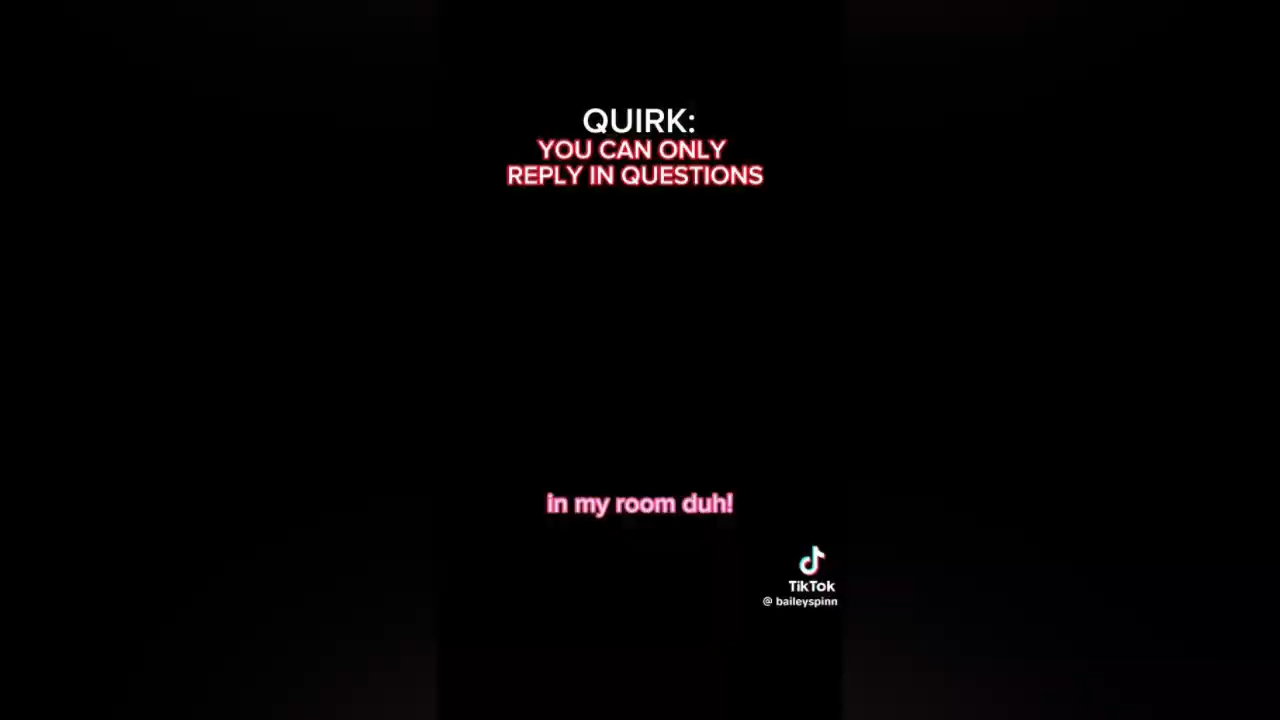 QUIRK:
YOU CAN ONLY
REPLY IN QUESTIONS
in my room duh!
TikTok
@ baileyspinn